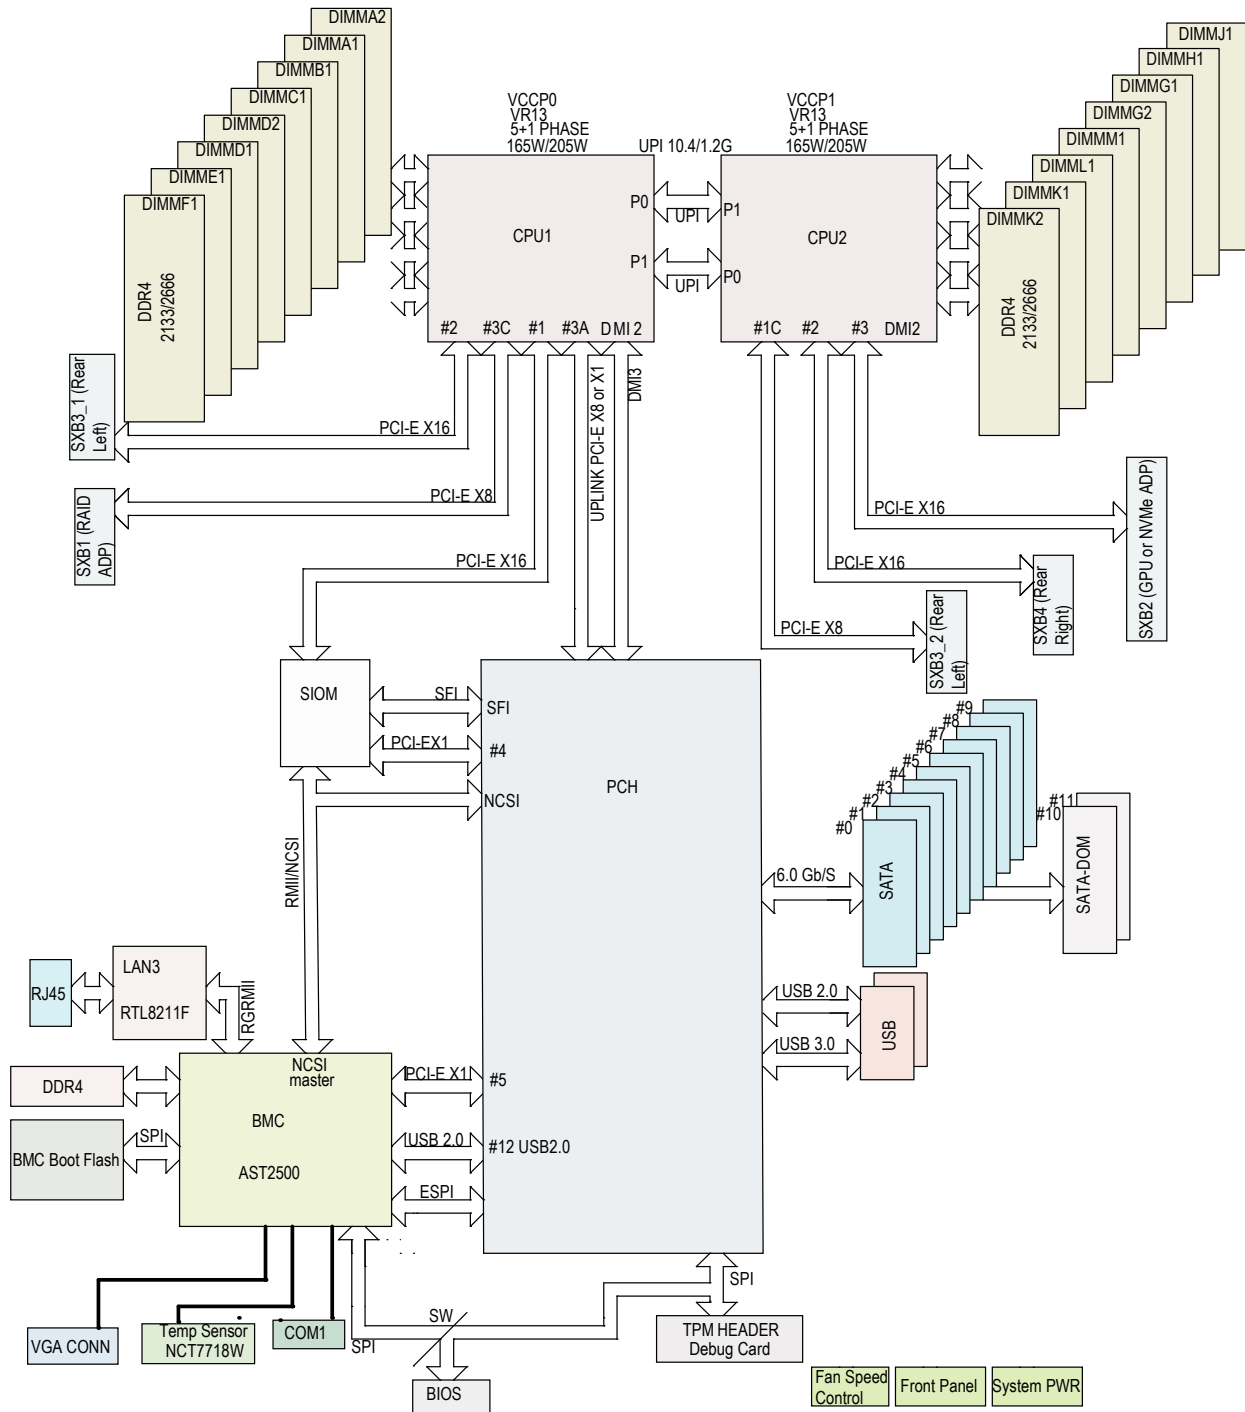 DIMMA2
DIMMA1
DIMMB1
DIMMC1
DIMMD2
DIMMD1
DIMME1
DIMMF1
DDR4
2133/2666
DIMMJ1
DIMMH1
DIMMG1
DIMMG2
DIMMM1
DIMML1
DIMMK1
DIMMK2
DDR4
2133/2666
VCCP0
VR13
5+1 PHASE
165W/205W
UPI 10.4/1.2G
VCCP1
VR13
5+1 PHASE
165W/205W
P0
UPI
P1
CPU1
CPU2
P1
UPI
P0
#2
#3C
#1
#3A
DMI 2
#1C
#2
#3
DMI2
SXB3_1 (Rear
Left)
PCI-E X16
UPLINK PCI-E X8 or X1
DMI3
SXB1 (RAID
ADP)
PCI-E X8
PCI-E X16
PCI-E X16
SXB2 (GPU or NVMe ADP)
PCI-E X16
SXB4 (Rear
Right)
PCI-E X8
SXB3_2 (Rear
Left)
SIOM
SFI
SFI
PCI-EX1
#4
NCSI
PCH
RMII/NCSI
#9
#8
#7
#6
#5
#4
#3
#2
#1
#0
#11
#10
6.0 Gb/S
SATA
SATA-DOM
RJ45
LAN3
RTL8211F
RGRMII
USB 2.0
USB 3.0
USB
DDR4
NCSI
master
PCI-E X1
#5
BMC
SPI
BMC Boot Flash
AST2500
USB 2.0
#12 USB2.0
ESPI
SPI
SW
SPI
VGA CONN
Temp Sensor
NCT7718W
COM1
TPM HEADER
Debug Card
BIOS
Fan Speed
Control
Front Panel
System PWR